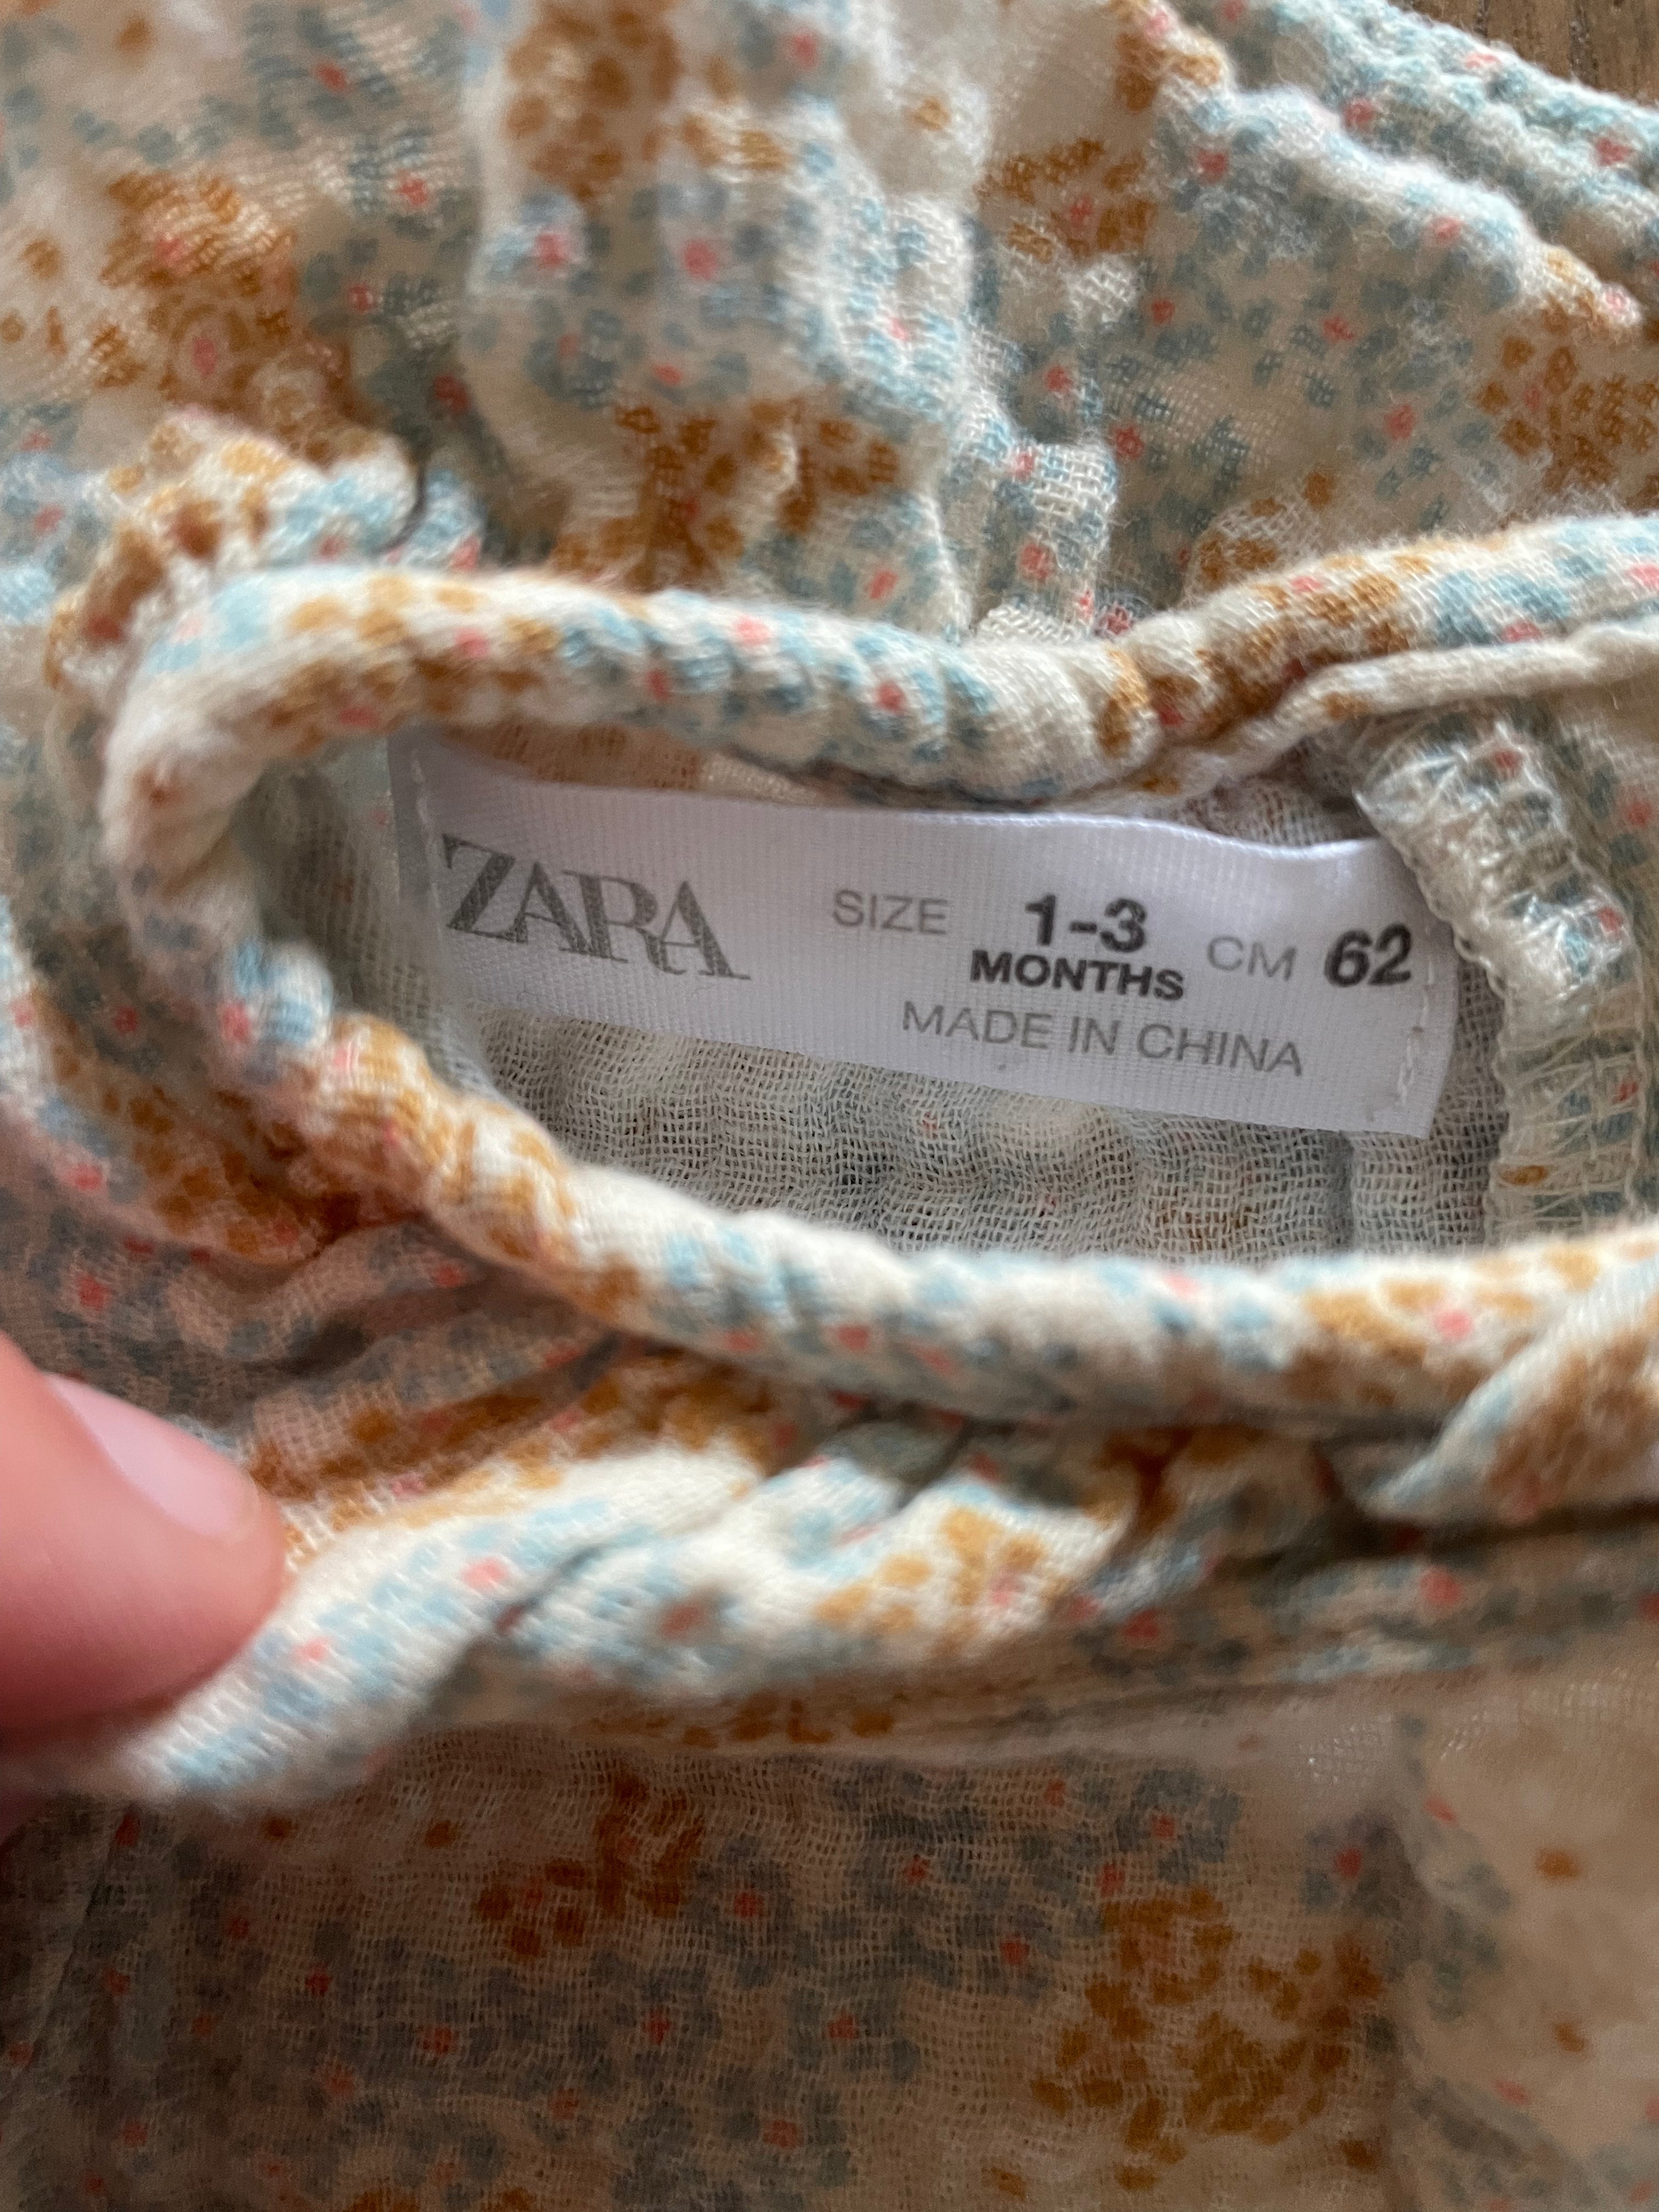 ZARA SIZE 1-3 MONTHS CM 62
MADE IN CHINA